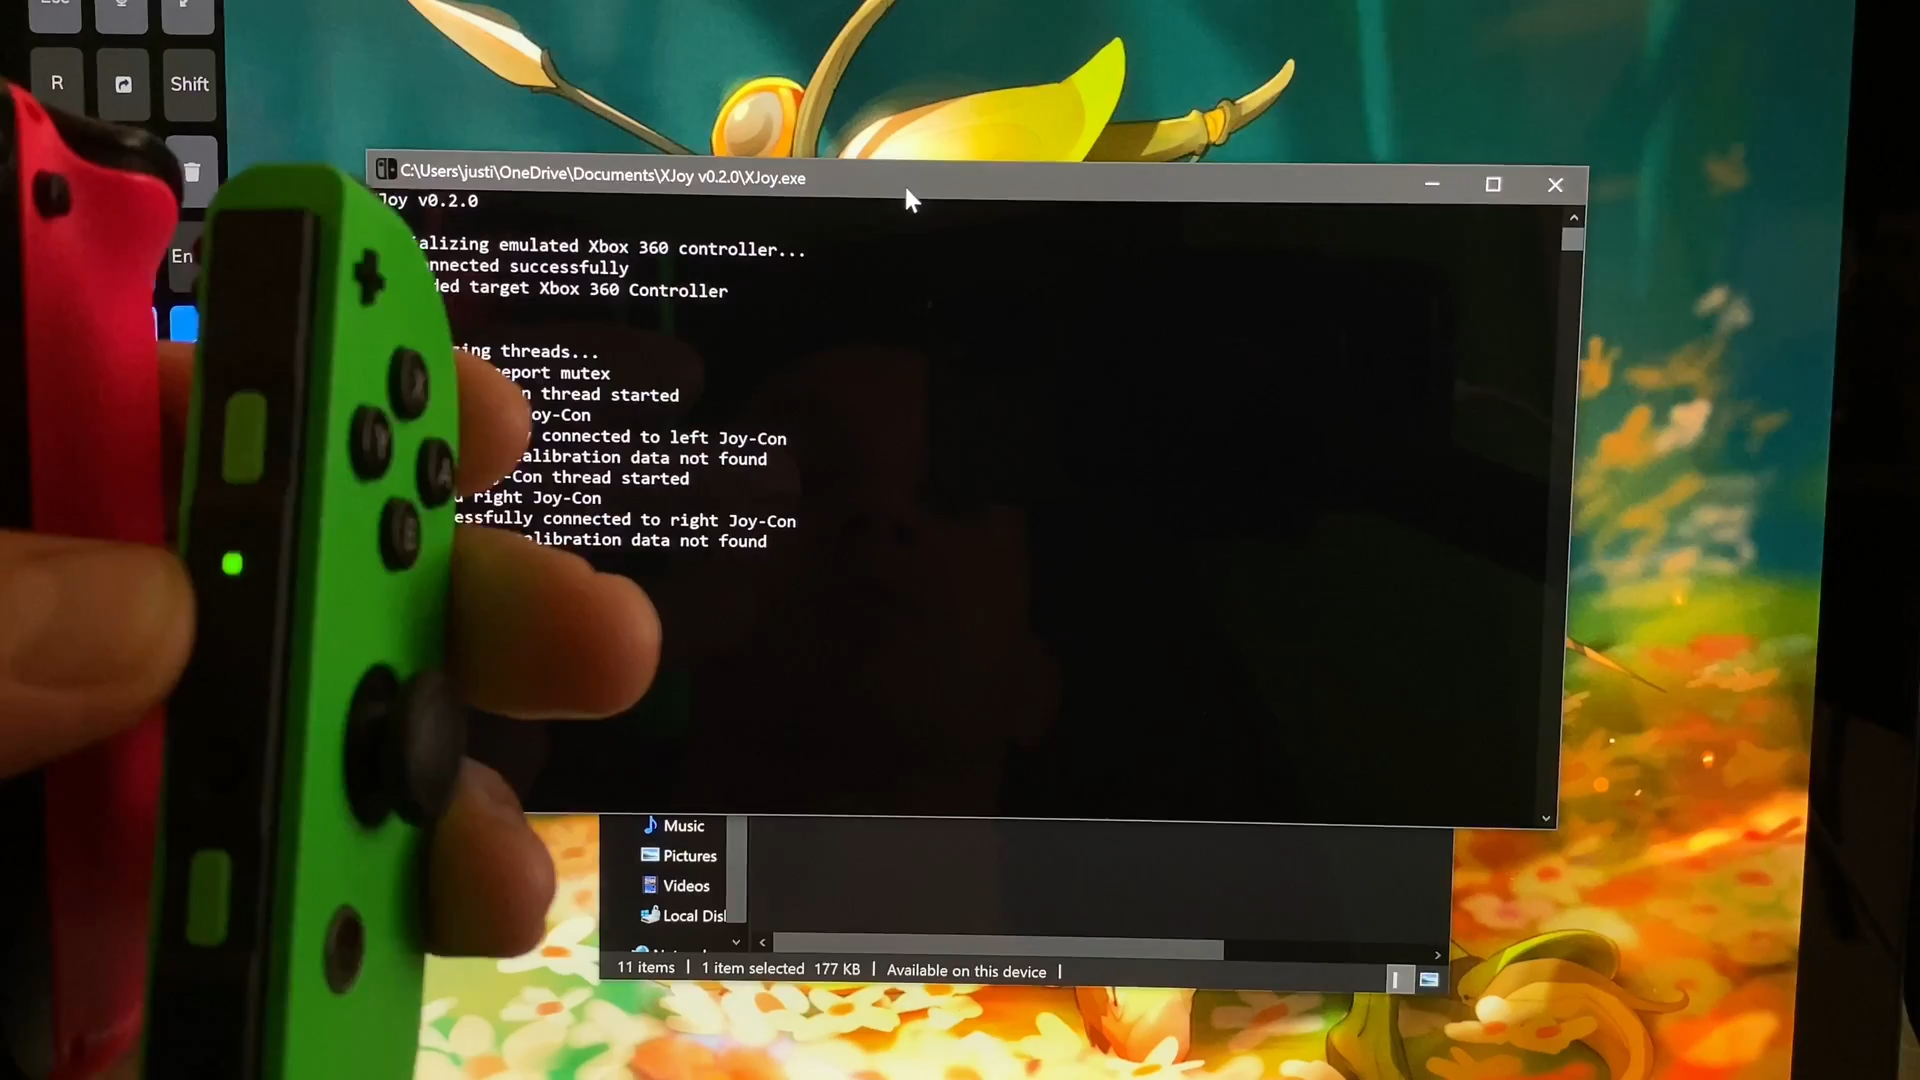 R
Shift
C:\Users\justi\OneDrive\Documents\XJoy v0.2.0\XJoy.exe
Joy v0.2.0
alizing emulated Xbox 360 controller...
En
nnected successfully
ded target Xbox 360 Controller
ing threads...
eport mutex
n thread started
oy-Con
connected to left Joy-Con
alibration data not found
-Con thread started
right Joy-Con
essfully connected to right Joy-Con
libration data not found
X
Y
A
B
Music
Pictures
Videos
Local Dis
11 items
1 item selected 177 KB
Available on this device